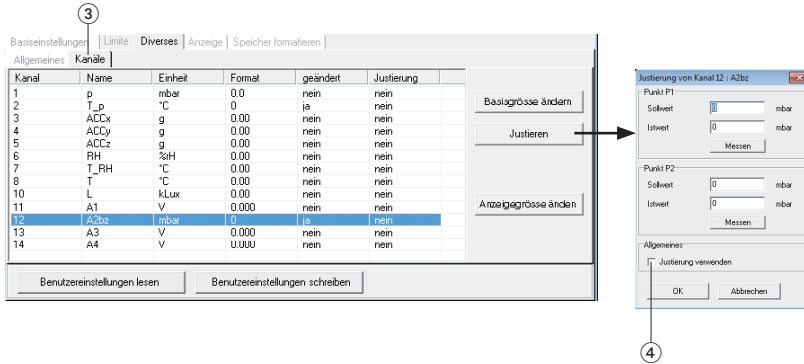 3
Basiseinstellungen Limite Diverses Anzeige Speicher formatieren
Allgemeines Kanäle
Kanal Name Einheit Format geändert Justierung
1 p mbar 0.0 nein nein
2 T_p °C 0 ja nein
3 ACCx g 0.00 nein nein
4 ACCy g 0.00 nein nein
5 ACCz g 0.00 nein nein
6 RH %rH 0.00 nein nein
7 T_RH °C 0.00 nein nein
8 T °C 0.00 nein nein
10 L kLux 0.00 nein nein
11 A1 V 0.000 nein nein
12 A2bz mbar 0 ja nein
13 A3 V 0.000 nein nein
14 A4 V 0.000 nein nein
Basisgrösse ändern
Justieren
Anzeigegrösse änden
Benutzereinstellungen lesen Benutzereinstellungen schreiben
Justierung von Kanal 12 : A2bz
Punkt P1
Sollwert 0 mbar
Istwert 0 mbar
Messen
Punkt P2
Sollwert 0 mbar
Istwert 0 mbar
Messen
Allgemeines
Justierung verwenden
OK Abbrechen
4